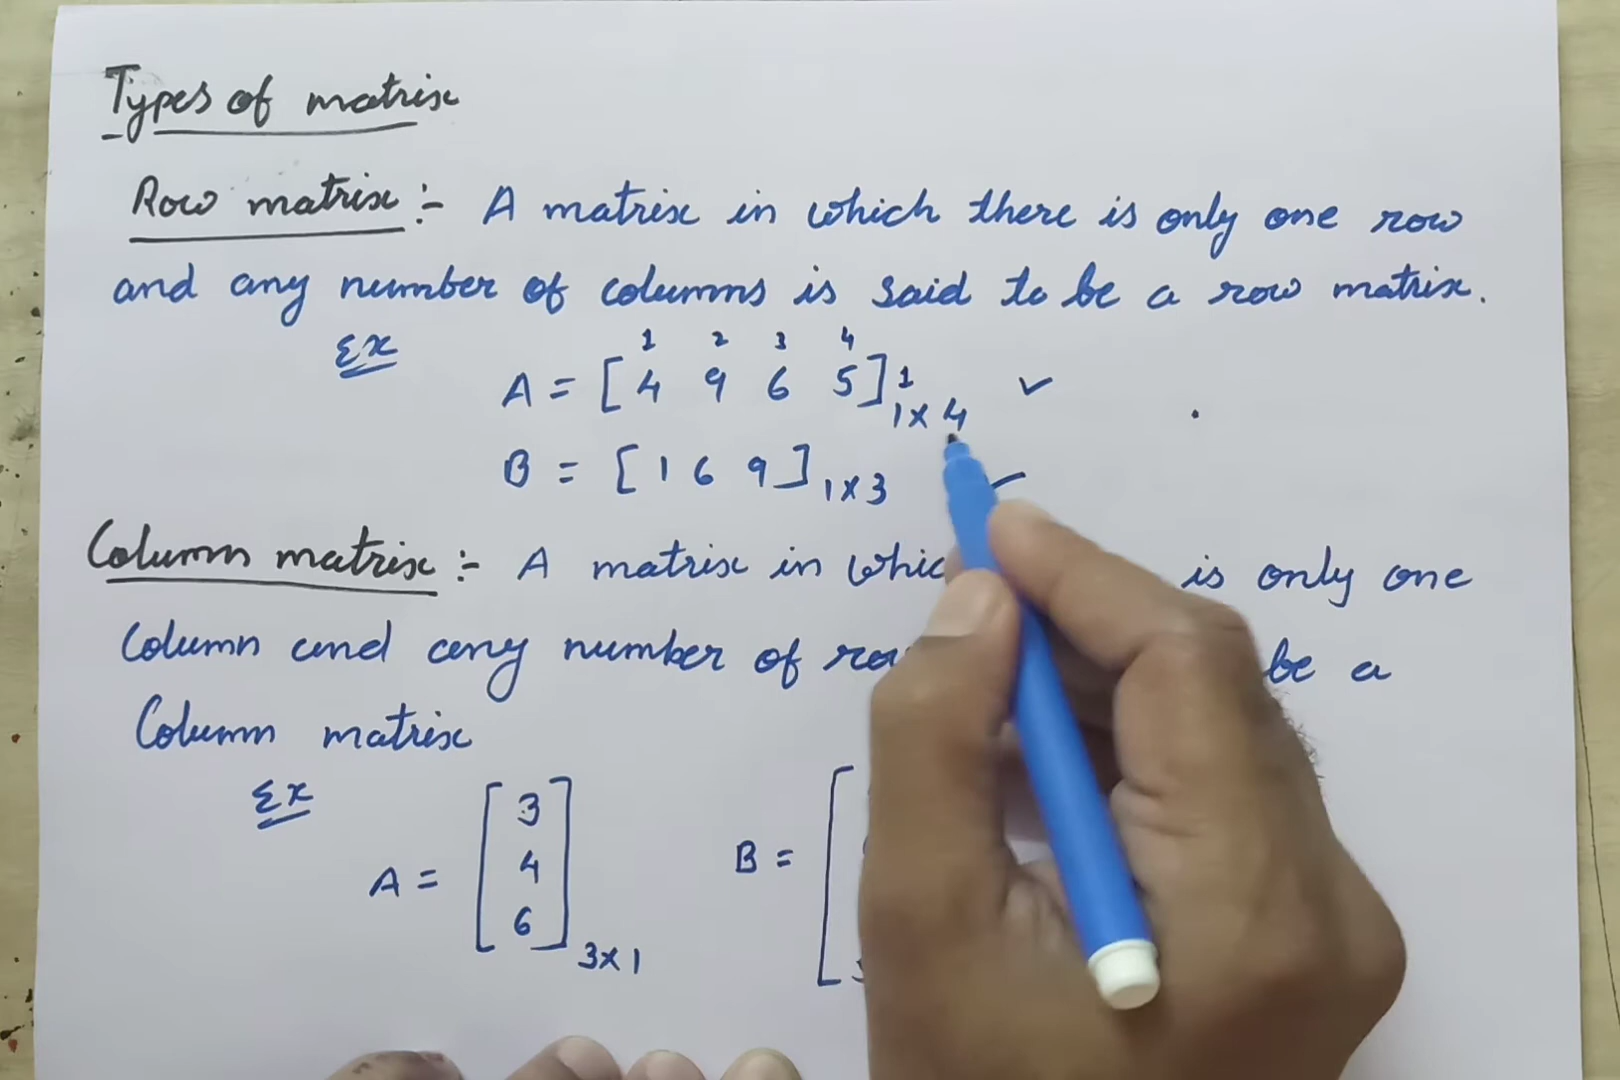 Types of matrix
Row matrix :- A matrix in which there is only one row
and any number of columns is said to be a row matrix.
Ex
1 2 3 4
A = [ 4 9 6 5 ] 1
1 x 4
B = [ 1 6 9 ] 1x3
Column matrix :- A matrix in is only one
Column and any number of be a
Column matrix
Ex
A = [ 3
4
6 ] 3x1
B = [